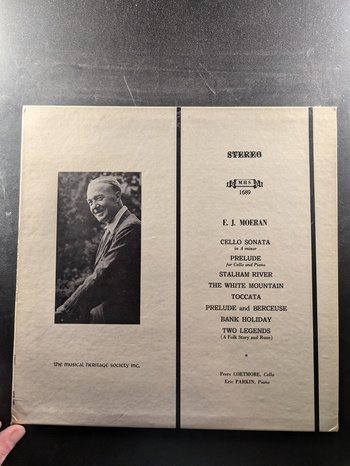 STEREO
MHS
1689
E. J. MOERAN
CELLO SONATA
in A minor
PRELUDE
for Cello and Piano
STALHAM RIVER
THE WHITE MOUNTAIN
TOCCATA
PRELUDE and BERCEUSE
BANK HOLIDAY
TWO LEGENDS
(A Folk Story and Rune)
Peers COETMORE, Cello
Eric PARKIN, Piano
the musical heritage society inc.